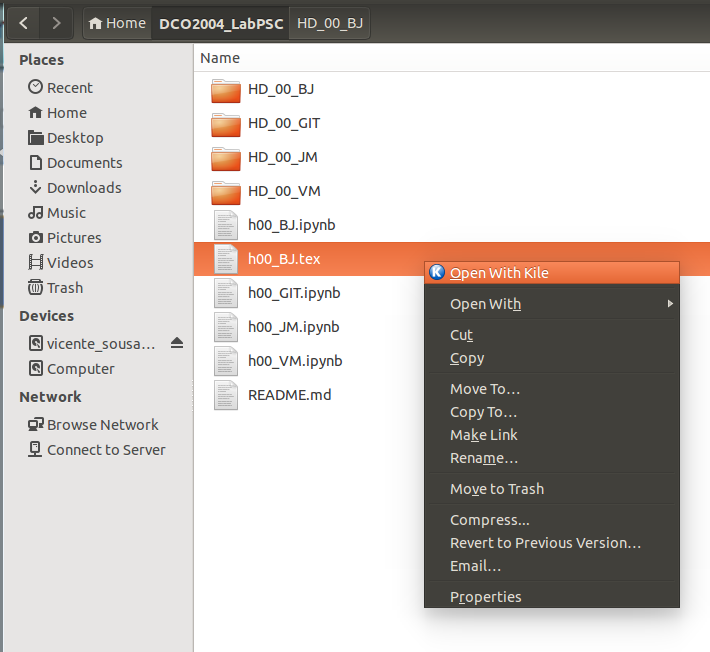 Home DCO2004_LabPSC HD_00_BJ
Places
Recent
Home
Desktop
Documents
Downloads
Music
Pictures
Videos
Trash
Devices
vicente_sousa...
Computer
Network
Browse Network
Connect to Server
Name
HD_00_BJ
HD_00_GIT
HD_00_JM
HD_00_VM
h00_BJ.ipynb
h00_BJ.tex
h00_GIT.ipynb
h00_JM.ipynb
h00_VM.ipynb
README.md
K Open With Kile
Open With
Cut
Copy
Move To...
Copy To...
Make Link
Rename...
Move to Trash
Compress...
Revert to Previous Version...
Email...
Properties